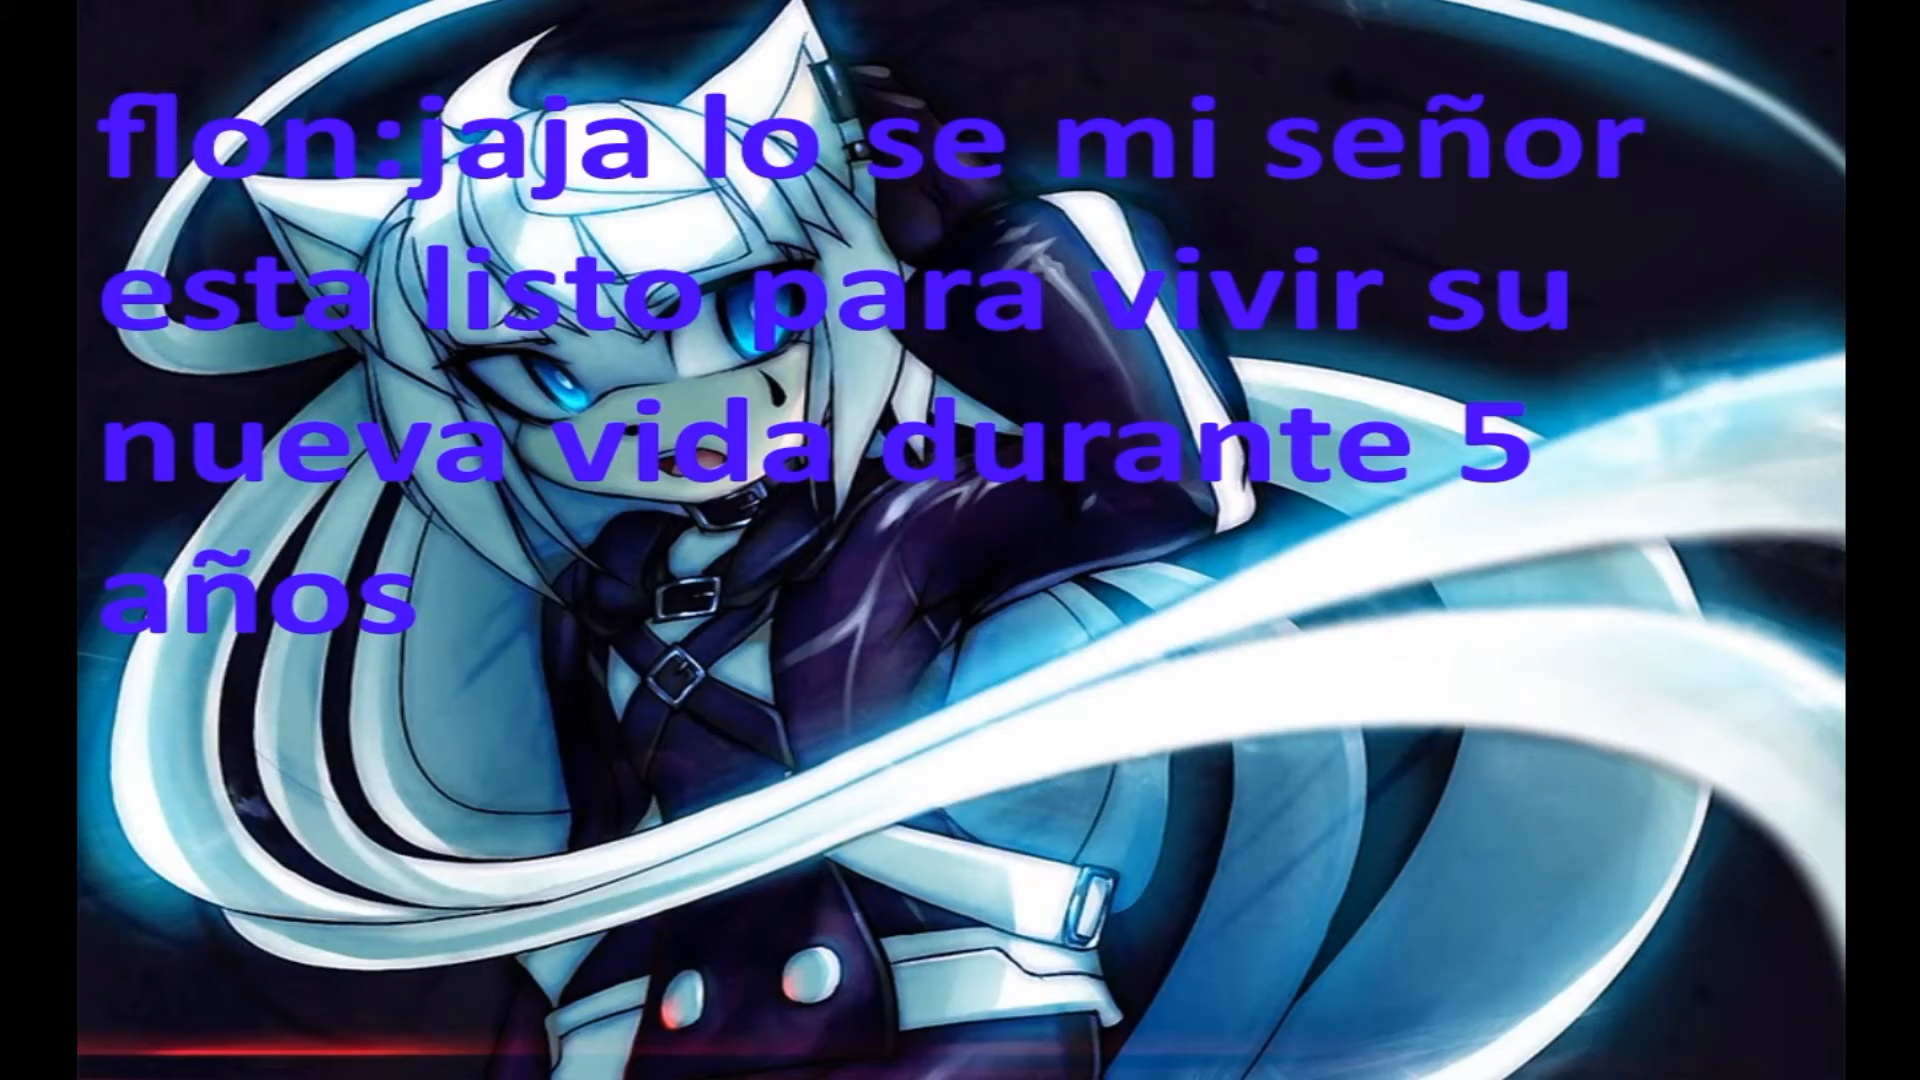 flon:jaja lo se mi señor
esta listo para vivir su
nueva vida durante 5
años